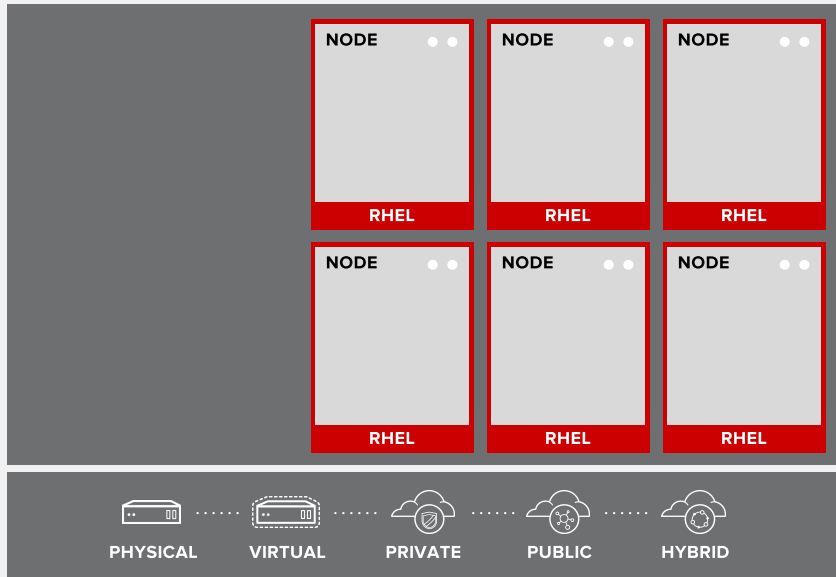 NODE NODE NODE
RHEL RHEL RHEL
NODE NODE NODE
RHEL RHEL RHEL
PHYSICAL VIRTUAL PRIVATE PUBLIC HYBRID